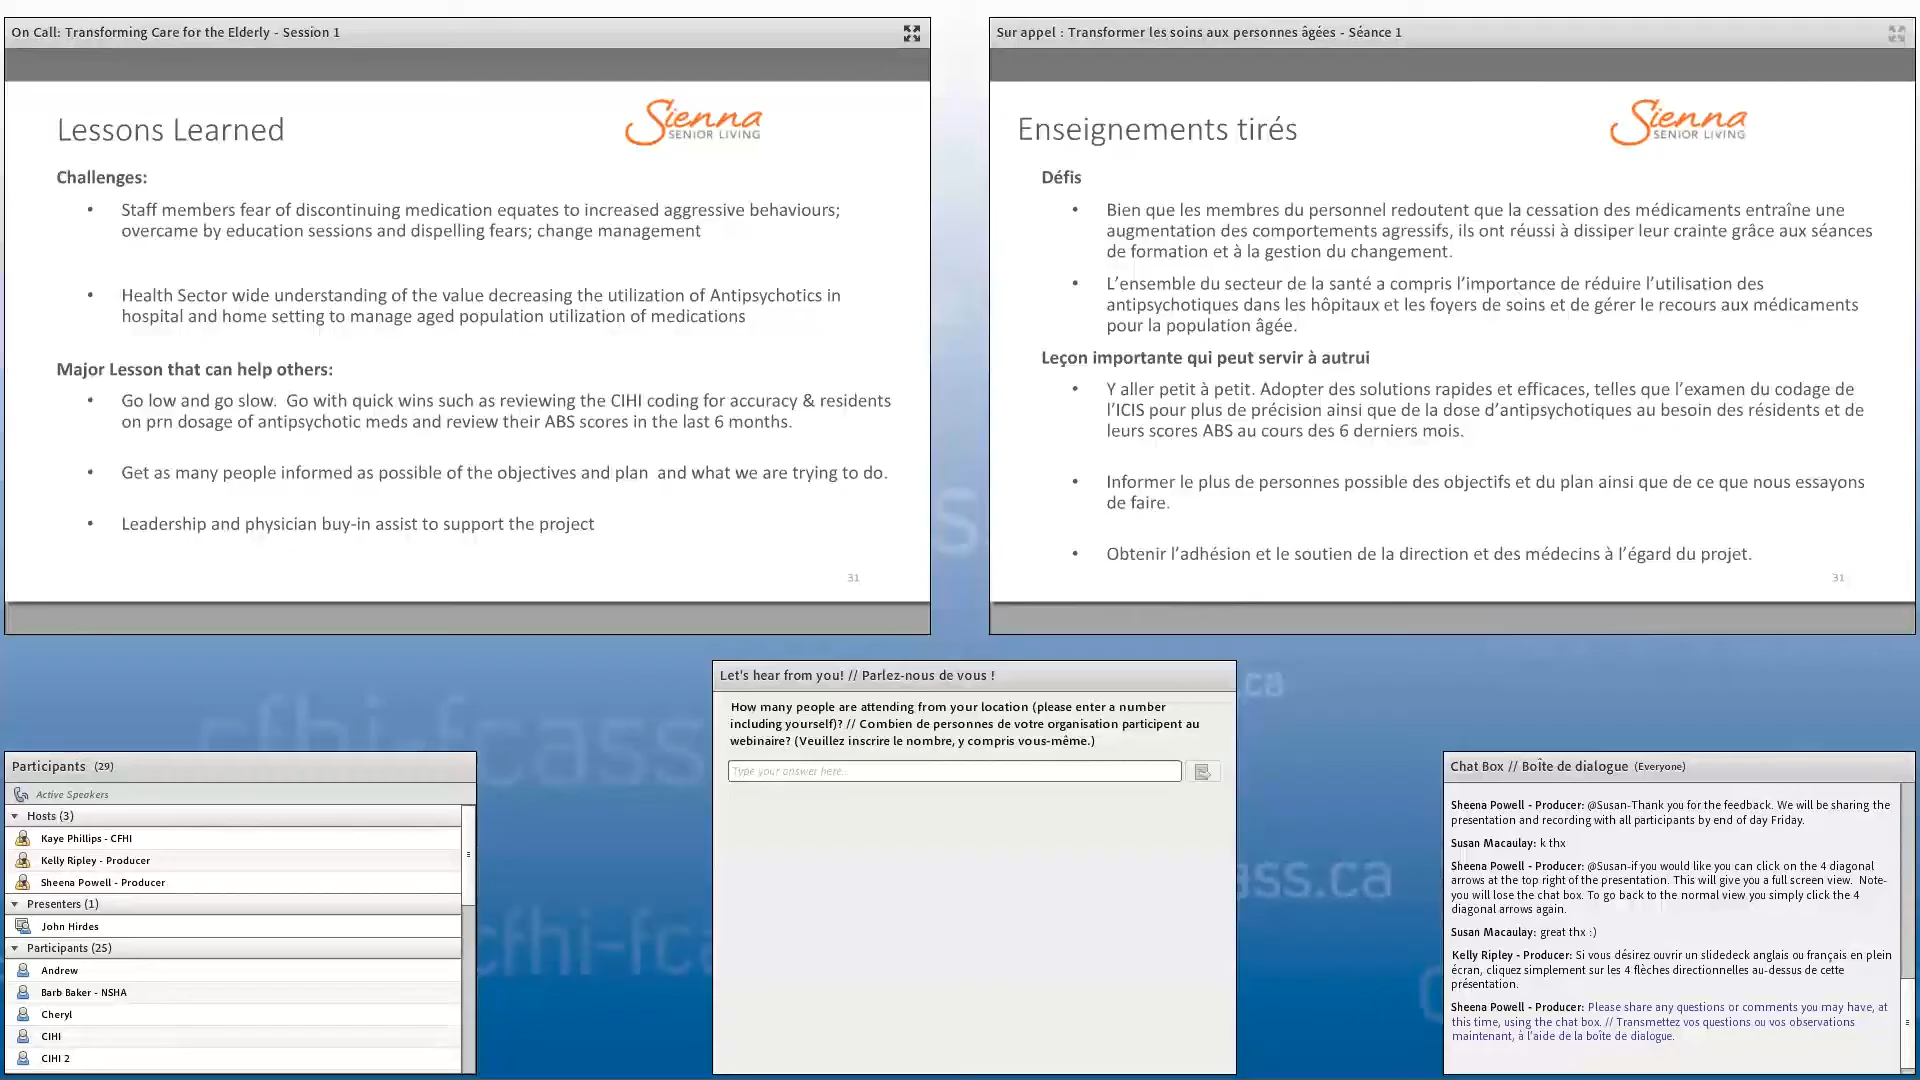 On Call: Transforming Care for the Elderly - Session 1
Lessons Learned
Sienna
SENIOR LIVING
Challenges:
• Staff members fear of discontinuing medication equates to increased aggressive behaviours;
overcame by education sessions and dispelling fears; change management
• Health Sector wide understanding of the value decreasing the utilization of Antipsychotics in
hospital and home setting to manage aged population utilization of medications
Major Lesson that can help others:
• Go low and go slow.  Go with quick wins such as reviewing the CIHI coding for accuracy & residents
on prn dosage of antipsychotic meds and review their ABS scores in the last 6 months.
• Get as many people informed as possible of the objectives and plan  and what we are trying to do.
• Leadership and physician buy-in assist to support the project
31
Sur appel : Transformer les soins aux personnes âgées - Séance 1
Enseignements tirés
Sienna
SENIOR LIVING
Défis
• Bien que les membres du personnel redoutent que la cessation des médicaments entraîne une
augmentation des comportements agressifs, ils ont réussi à dissiper leur crainte grâce aux séances
de formation et à la gestion du changement.
• L'ensemble du secteur de la santé a compris l'importance de réduire l'utilisation des
antipsychotiques dans les hôpitaux et les foyers de soins et de gérer le recours aux médicaments
pour la population âgée.
Leçon importante qui peut servir à autrui
• Y aller petit à petit. Adopter des solutions rapides et efficaces, telles que l'examen du codage de
l'ICIS pour plus de précision ainsi que de la dose d'antipsychotiques au besoin des résidents et de
leurs scores ABS au cours des 6 derniers mois.
• Informer le plus de personnes possible des objectifs et du plan ainsi que de ce que nous essayons
de faire.
• Obtenir l'adhésion et le soutien de la direction et des médecins à l'égard du projet.
31
s.
.ca
cfhi-fcass
ass.ca
cfhi-fca
Participants (29)
Active Speakers
Hosts (3)
Kaye Phillips - CFHI
Kelly Ripley - Producer
Sheena Powell - Producer
Presenters (1)
John Hirdes
Participants (25)
Andrew
Barb Baker - NSHA
Cheryl
CIHI
CIHI 2
Let's hear from you! // Parlez-nous de vous !
How many people are attending from your location (please enter a number
including yourself)? // Combien de personnes de votre organisation participent au
webinaire? (Veuillez inscrire le nombre, y compris vous-même.)
Type your answer here...
Chat Box // Boîte de dialogue (Everyone)
Sheena Powell - Producer: @Susan-Thank you for the feedback. We will be sharing the
presentation and recording with all participants by end of day Friday.
Susan Macaulay: k thx
Sheena Powell - Producer: @Susan-if you would like you can click on the 4 diagonal
arrows at the top right of the presentation. This will give you a full screen view.  Note-
you will lose the chat box. To go back to the normal view you simply click the 4
diagonal arrows again.
Susan Macaulay: great thx :)
Kelly Ripley - Producer: Si vous désirez ouvrir un slidedeck anglais ou français en plein
écran, cliquez simplement sur les 4 flèches directionnelles au-dessus de cette
présentation.
Sheena Powell - Producer: Please share any questions or comments you may have, at
this time, using the chat box. // Transmettez vos questions ou vos observations
maintenant, à l'aide de la boîte de dialogue.